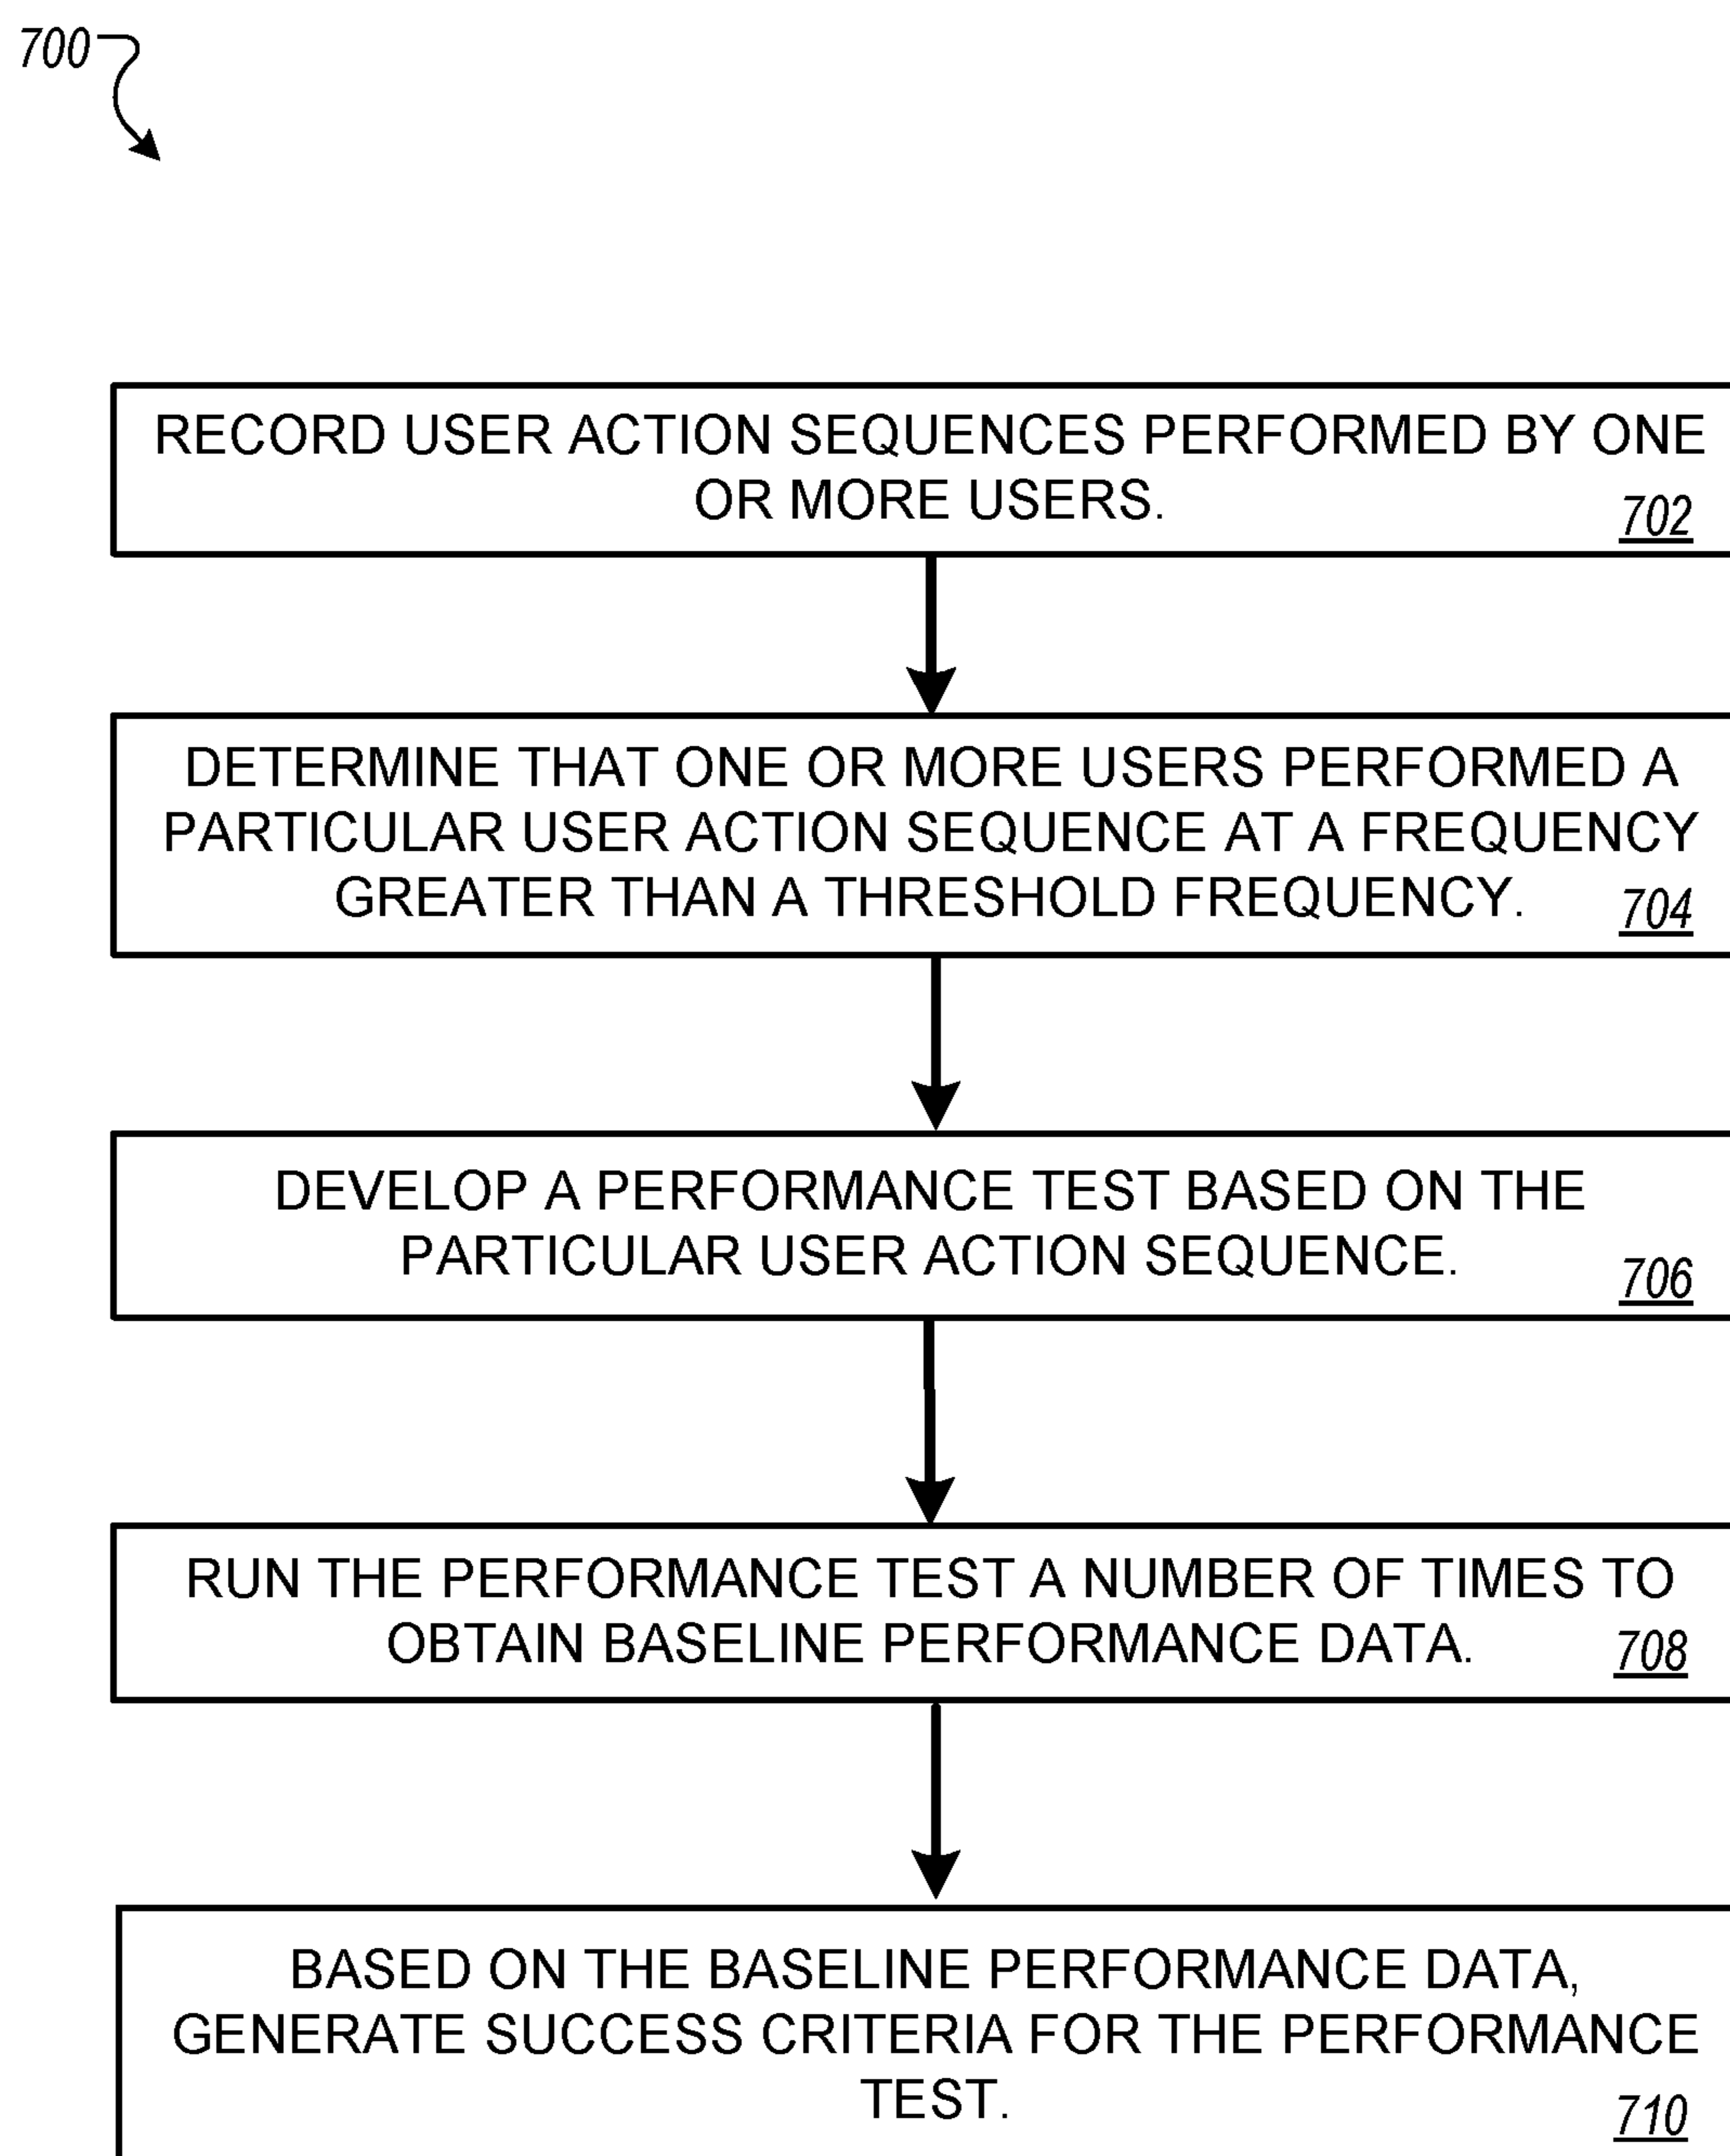 700
RECORD USER ACTION SEQUENCES PERFORMED BY ONE
OR MORE USERS.
702
DETERMINE THAT ONE OR MORE USERS PERFORMED A
PARTICULAR USER ACTION SEQUENCE AT A FREQUENCY
GREATER THAN A THRESHOLD FREQUENCY.
704
DEVELOP A PERFORMANCE TEST BASED ON THE
PARTICULAR USER ACTION SEQUENCE.
706
RUN THE PERFORMANCE TEST A NUMBER OF TIMES TO
OBTAIN BASELINE PERFORMANCE DATA.
708
BASED ON THE BASELINE PERFORMANCE DATA,
GENERATE SUCCESS CRITERIA FOR THE PERFORMANCE
TEST.
710